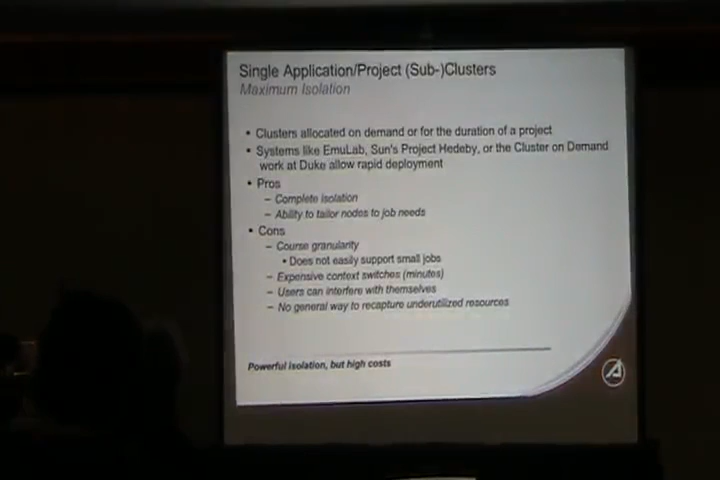 Single Application/Project (Sub-)Clusters
Maximum Isolation
• Clusters allocated on demand or for the duration of a project
• Systems like EmuLab, Sun's Project Hedeby, or the Cluster on Demand
work at Duke allow rapid deployment
• Pros
– Complete isolation
– Ability to tailor nodes to job needs
• Cons
– Course granularity
• Does not easily support small jobs
– Expensive context switches (minutes)
– Users can interfere with themselves
– No general way to recapture underutilized resources
Powerful isolation, but high costs